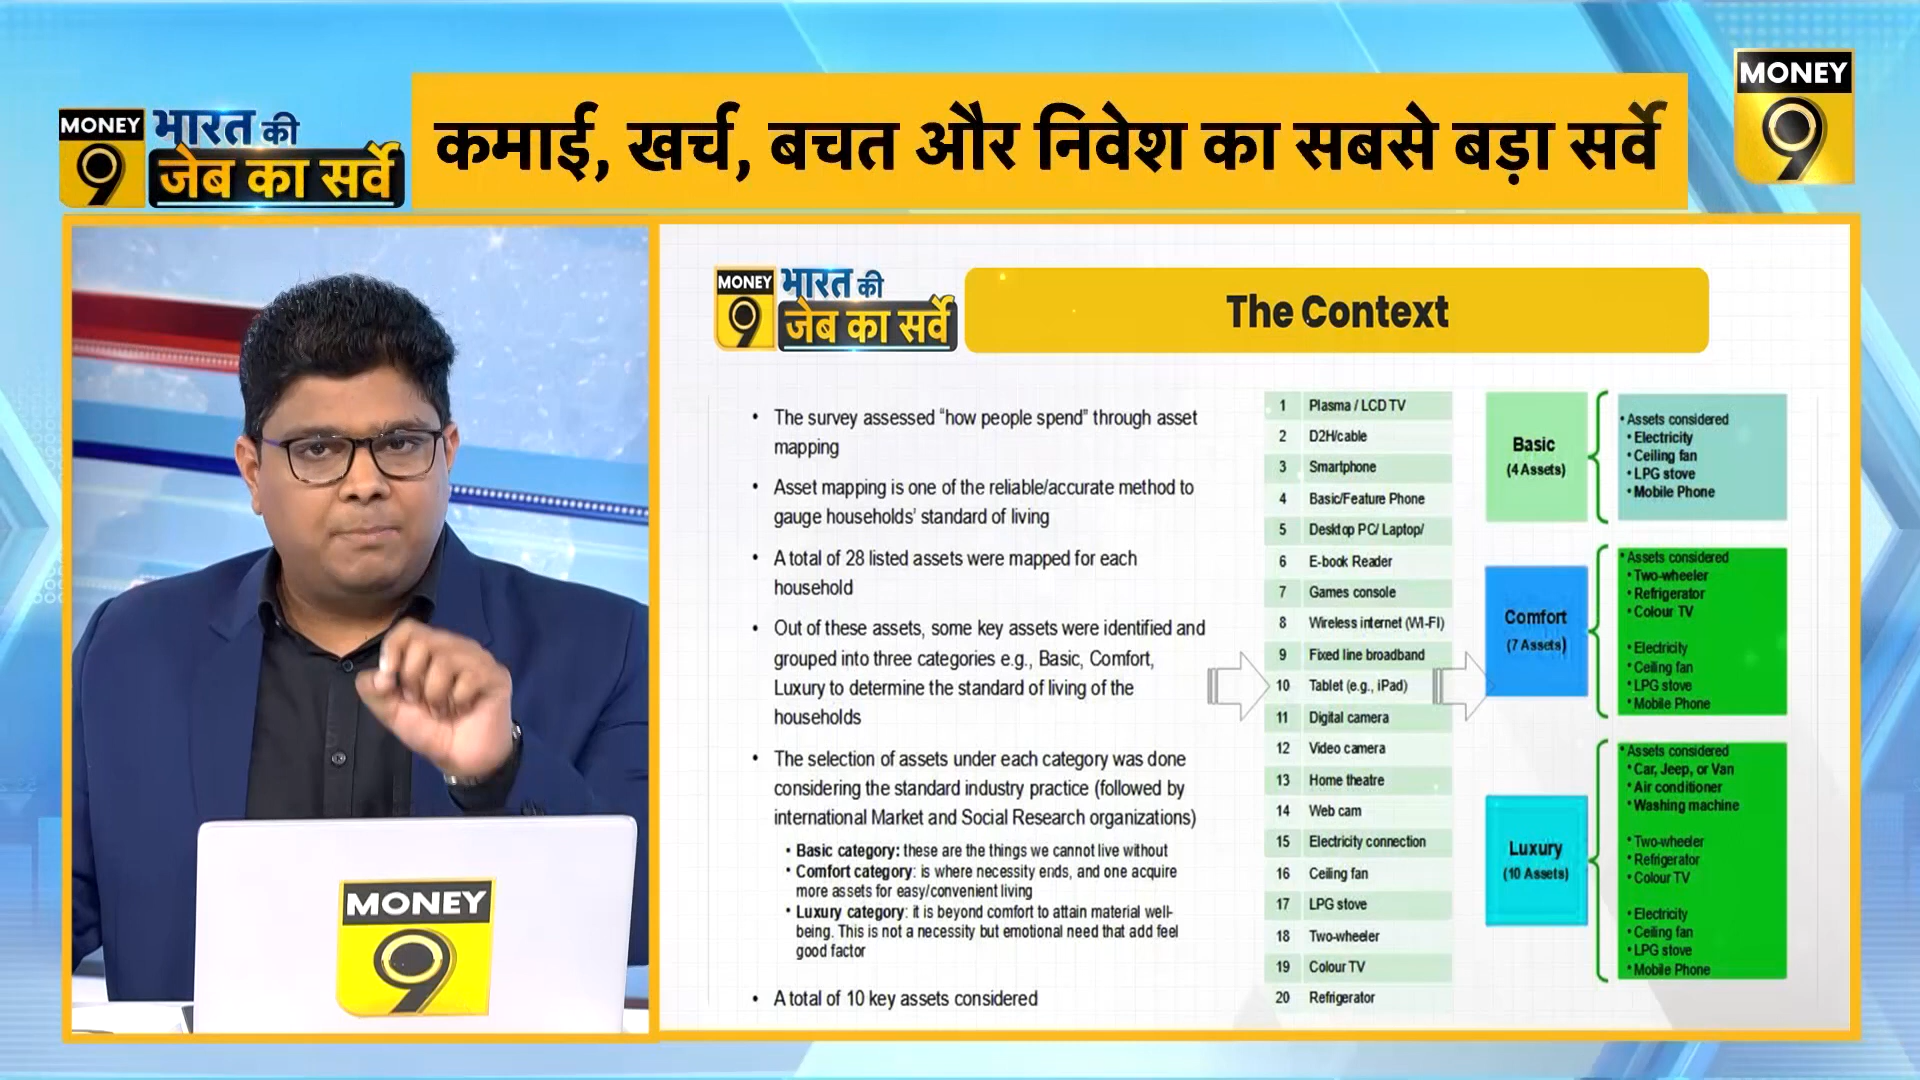 MONEY
9
भारत की
जेब का सर्वे
कमाई, खर्च, बचत और निवेश का सबसे बड़ा सर्वे
MONEY
9
MONEY
9
भारत की
जेब का सर्वे
The Context
• The survey assessed “how people spend” through asset
mapping
• Asset mapping is one of the reliable/accurate method to
gauge households’ standard of living
• A total of 28 listed assets were mapped for each
household
• Out of these assets, some key assets were identified and
grouped into three categories e.g., Basic, Comfort,
Luxury to determine the standard of living of the
households
• The selection of assets under each category was done
considering the standard industry practice (followed by
international Market and Social Research organizations)
• Basic category: these are the things we cannot live without
• Comfort category: is where necessity ends, and one acquire
more assets for easy/convenient living
• Luxury category: it is beyond comfort to attain material well-
being. This is not a necessity but emotional need that add feel
good factor
• A total of 10 key assets considered
1 Plasma / LCD TV
2 D2H/cable
3 Smartphone
4 Basic/Feature Phone
5 Desktop PC/ Laptop/
6 E-book Reader
7 Games console
8 Wireless internet (WI-FI)
9 Fixed line broadband
10 Tablet (e.g., iPad)
11 Digital camera
12 Video camera
13 Home theatre
14 Web cam
15 Electricity connection
16 Ceiling fan
17 LPG stove
18 Two-wheeler
19 Colour TV
20 Refrigerator
Basic
(4 Assets)
• Assets considered
• Electricity
• Ceiling fan
• LPG stove
• Mobile Phone
Comfort
(7 Assets)
• Assets considered
• Two-wheeler
• Refrigerator
• Colour TV
• Electricity
• Ceiling fan
• LPG stove
• Mobile Phone
Luxury
(10 Assets)
• Assets considered
• Car, Jeep, or Van
• Air conditioner
• Washing machine
• Two-wheeler
• Refrigerator
• Colour TV
• Electricity
• Ceiling fan
• LPG stove
• Mobile Phone
MONEY
9